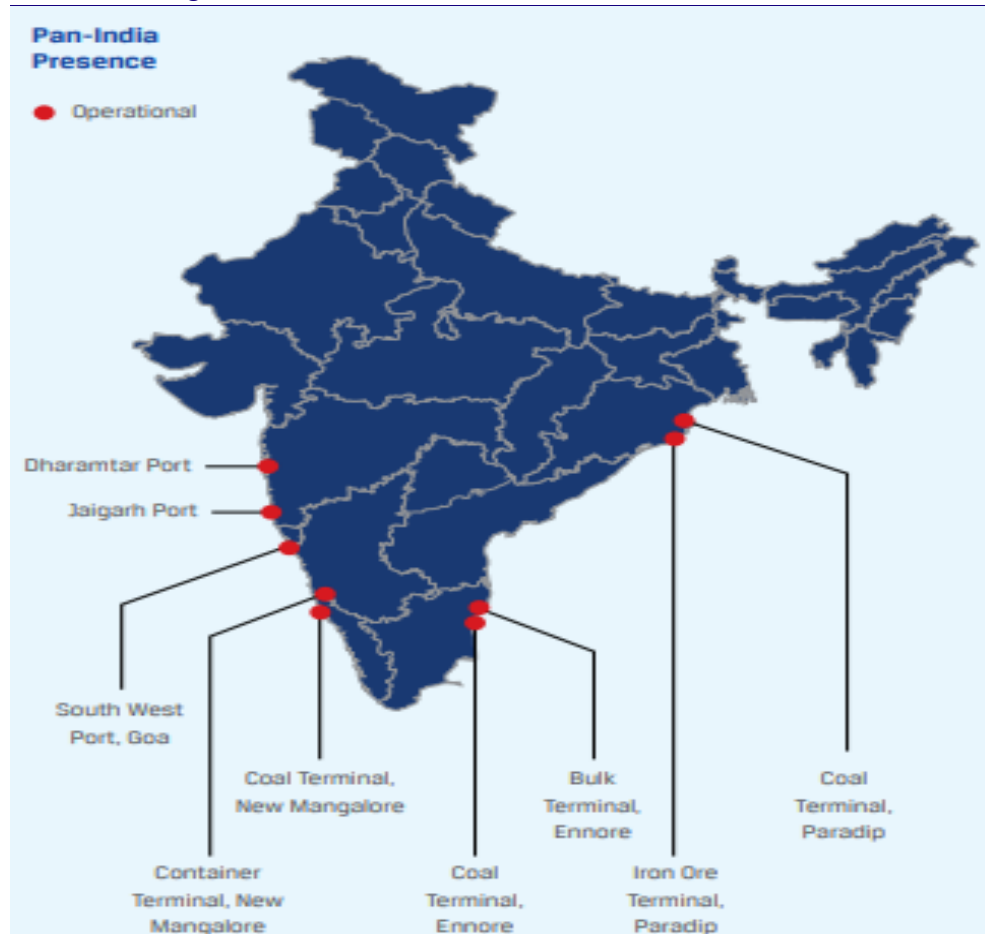 Pan-India
Presence
Operational
Dharamtar Port
Jaigarh Port
South West
Port, Goa
Coal Terminal,
New Mangalore
Bulk
Terminal,
Ennore
Coal
Terminal,
Paradip
Container
Terminal, New
Mangalore
Coal
Terminal,
Ennore
Iron Ore
Terminal,
Paradip